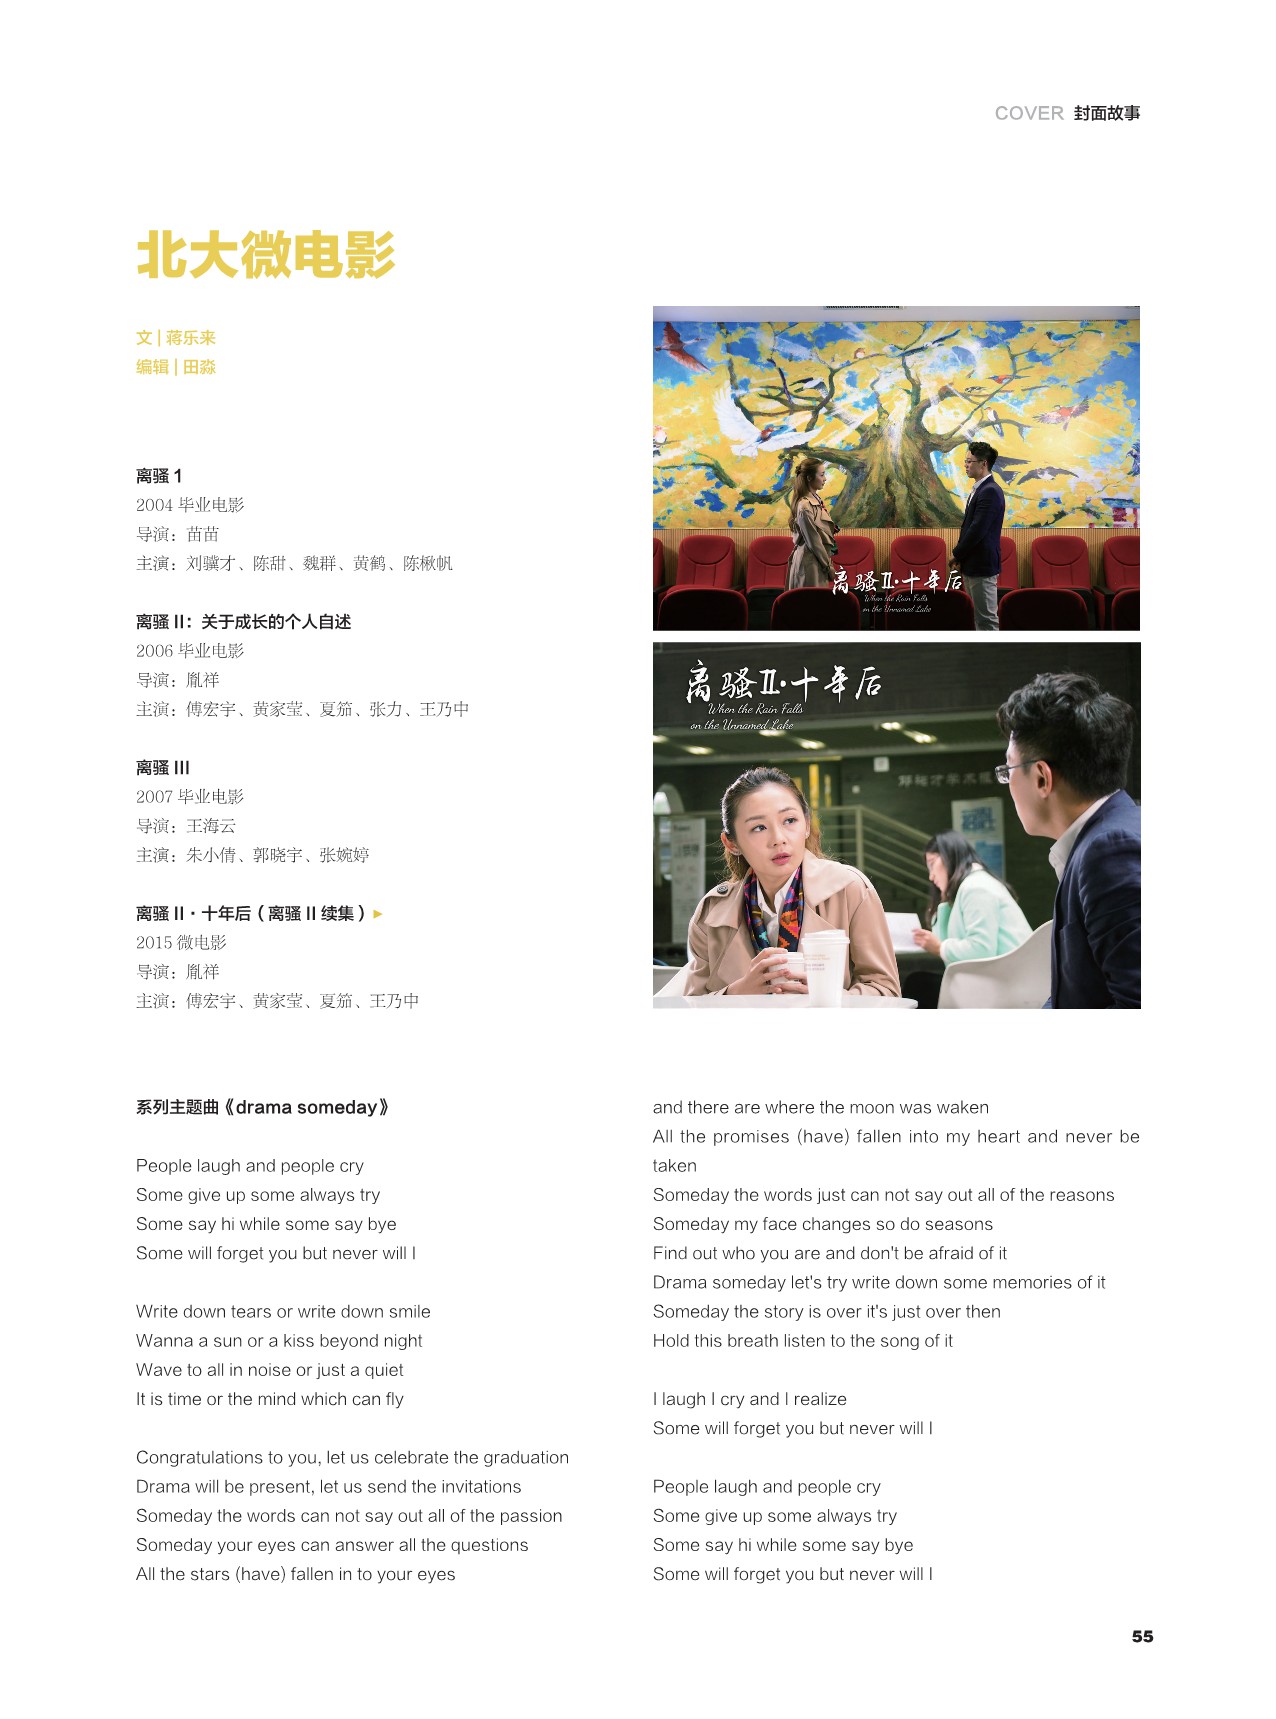 COVER 封面故事
北大微电影
文 | 蒋乐来
编辑 | 田淼
离骚 1
2004 毕业电影
导演：苗苗
主演：刘骥才、陈甜、魏群、黄鹤、陈楸帆
离骚 II：关于成长的个人自述
2006 毕业电影
导演：胤祥
主演：傅宏宇、黄家莹、夏笳、张力、王乃中
离骚 III
2007 毕业电影
导演：王海云
主演：朱小倩、郭晓宇、张婉婷
离骚 II · 十年后（离骚 II 续集）▶
2015 微电影
导演：胤祥
主演：傅宏宇、黄家莹、夏笳、王乃中
离骚II·十年后
When the Rain Falls
on the Unnamed Lake
离骚II·十年后
When the Rain Falls
on the Unnamed Lake
系列主题曲《drama someday》
People laugh and people cry
Some give up some always try
Some say hi while some say bye
Some will forget you but never will I
Write down tears or write down smile
Wanna a sun or a kiss beyond night
Wave to all in noise or just a quiet
It is time or the mind which can fly
Congratulations to you, let us celebrate the graduation
Drama will be present, let us send the invitations
Someday the words can not say out all of the passion
Someday your eyes can answer all the questions
All the stars (have) fallen in to your eyes
and there are where the moon was waken
All the promises (have) fallen into my heart and never be
taken
Someday the words just can not say out all of the reasons
Someday my face changes so do seasons
Find out who you are and don't be afraid of it
Drama someday let's try write down some memories of it
Someday the story is over it's just over then
Hold this breath listen to the song of it
I laugh I cry and I realize
Some will forget you but never will I
People laugh and people cry
Some give up some always try
Some say hi while some say bye
Some will forget you but never will I
55